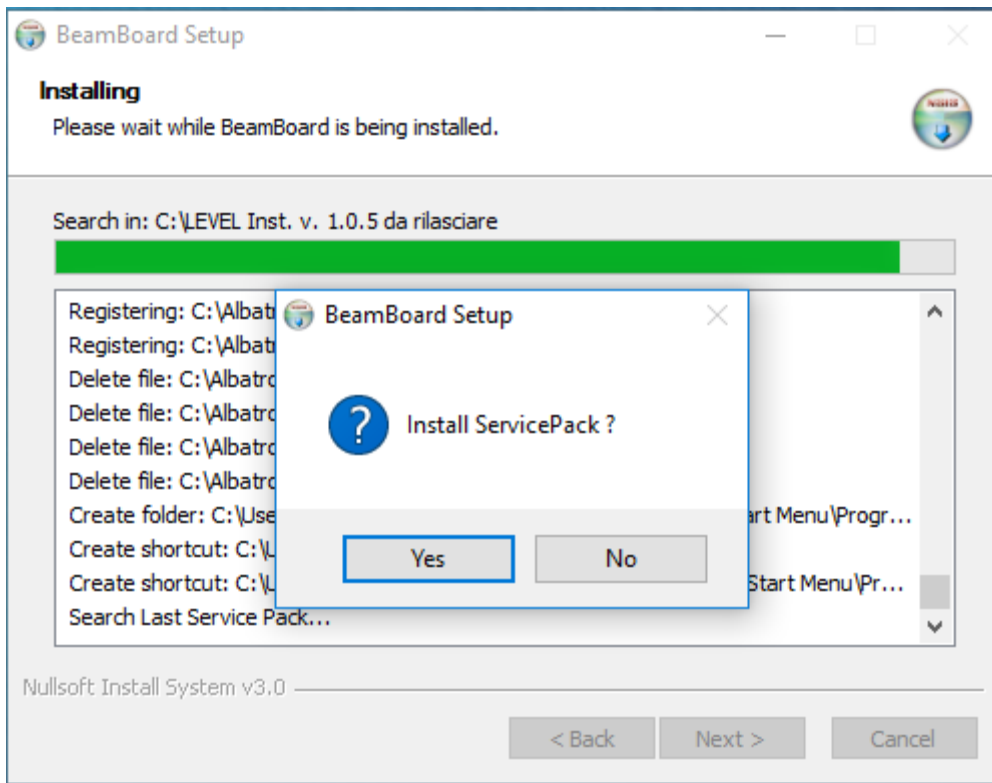 BeamBoard Setup
Installing
Please wait while BeamBoard is being installed.
Search in: C:\LEVEL Inst. v. 1.0.5 da rilasciare
Registering: C:\Albatr
Registering: C:\Albatr
Delete file: C:\Albatro
Delete file: C:\Albatro
Delete file: C:\Albatro
Delete file: C:\Albatro
Create folder: C:\Use
art Menu\Progr...
Create shortcut: C:\U
Create shortcut: C:\U
Start Menu\Pr...
Search Last Service Pack...
BeamBoard Setup
Install ServicePack ?
Yes
No
Nullsoft Install System v3.0
< Back
Next >
Cancel